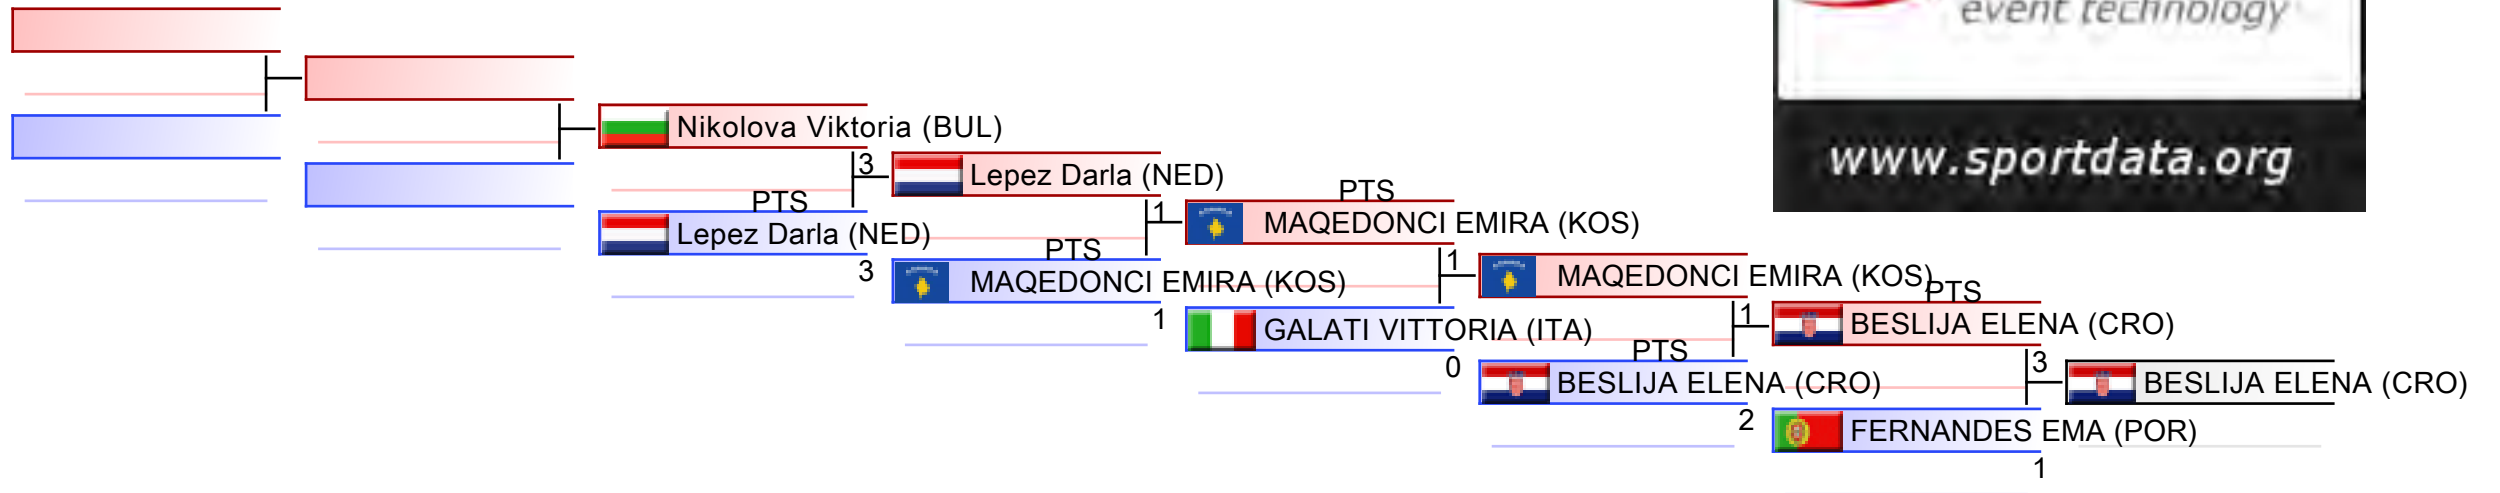 event technology
www.sportdata.org
Nikolova Viktoria (BUL)
3
PTS
Lepez Darla (NED)
3
Lepez Darla (NED)
1
PTS
MAQEDONCI EMIRA (KOS)
1
PTS
MAQEDONCI EMIRA (KOS)
1
GALATI VITTORIA (ITA)
0
MAQEDONCI EMIRA (KOS)
1
PTS
BESLIJA ELENA (CRO)
2
PTS
BESLIJA ELENA (CRO)
3
FERNANDES EMA (POR)
1
BESLIJA ELENA (CRO)